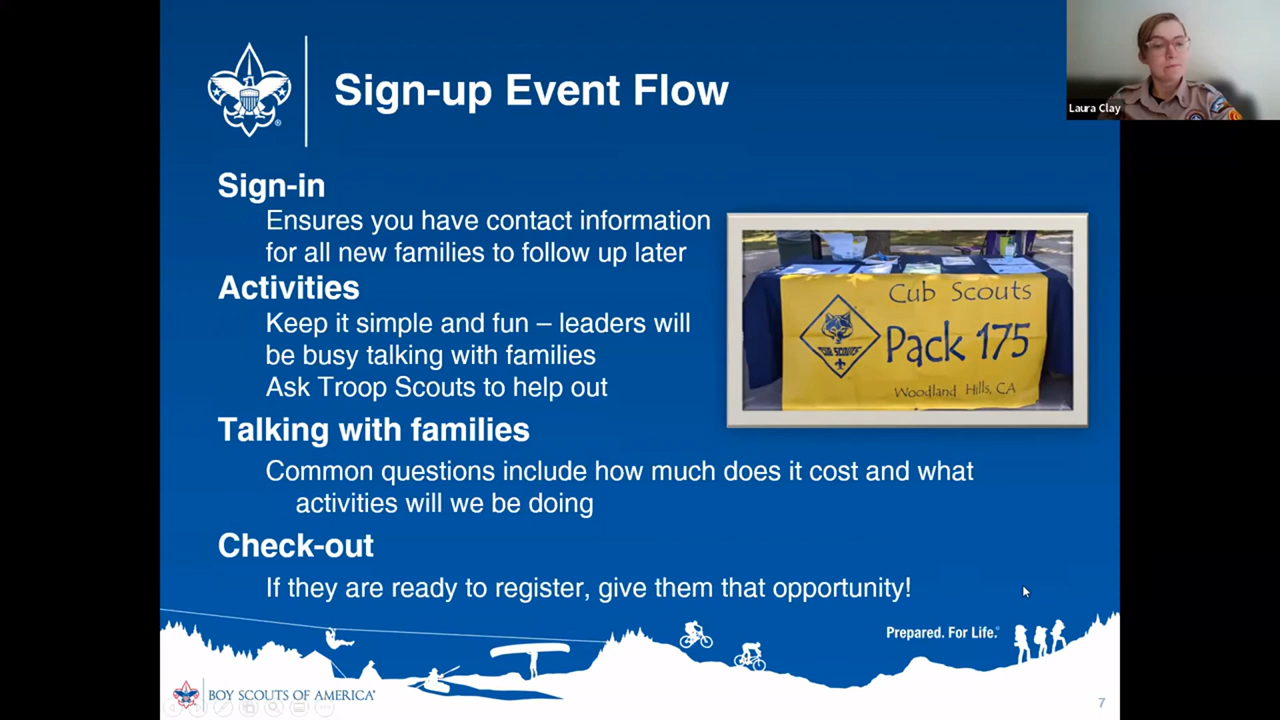 Sign-up Event Flow
Laura Clay
Sign-in
Ensures you have contact information
for all new families to follow up later
Activities
Keep it simple and fun – leaders will
be busy talking with families
Ask Troop Scouts to help out
Cub Scouts
CUB SCOUTS
Pack 175
Woodland Hills, CA
Talking with families
Common questions include how much does it cost and what
activities will we be doing
Check-out
If they are ready to register, give them that opportunity!
Prepared. For Life.®
BOY SCOUTS OF AMERICA®
7